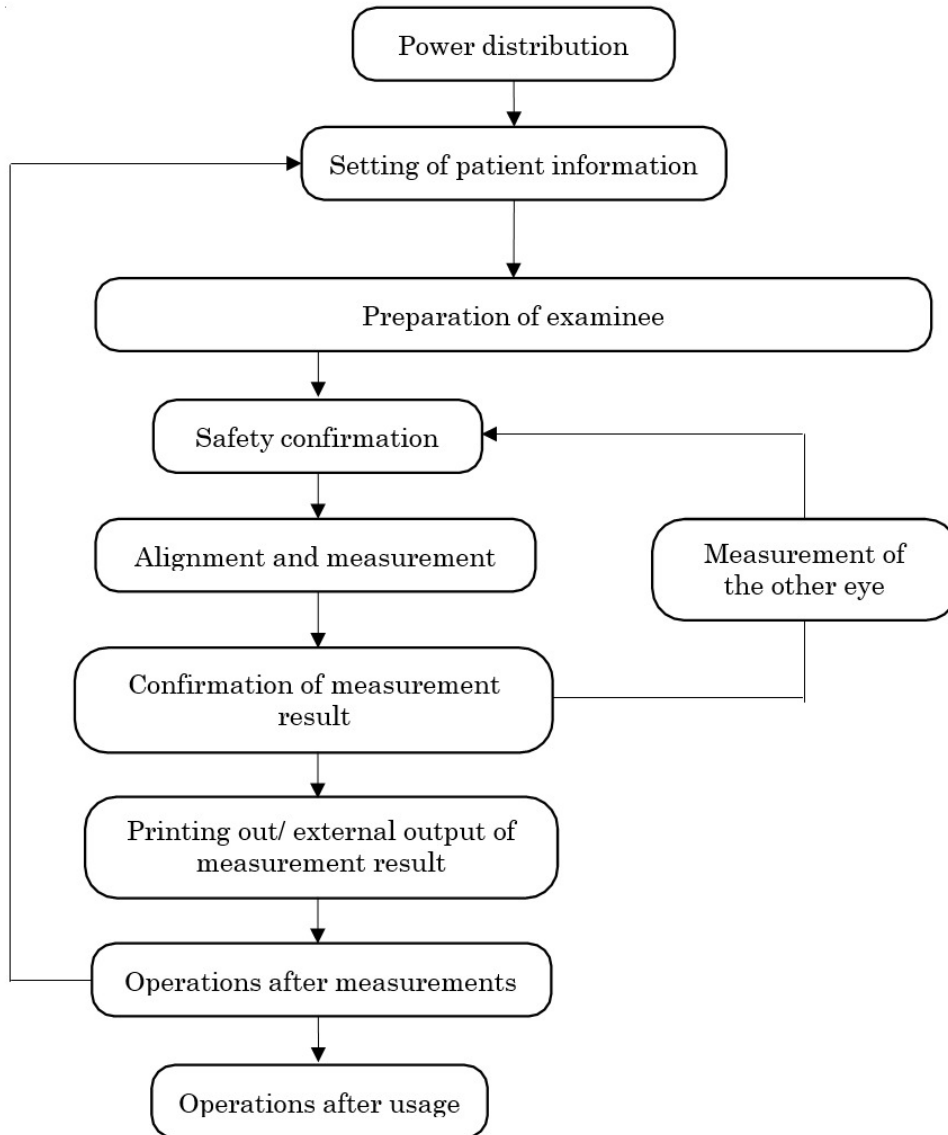 Power distribution
Setting of patient information
Preparation of examinee
Safety confirmation
Alignment and measurement
Measurement of
the other eye
Confirmation of measurement
result
Printing out/ external output of
measurement result
Operations after measurements
Operations after usage